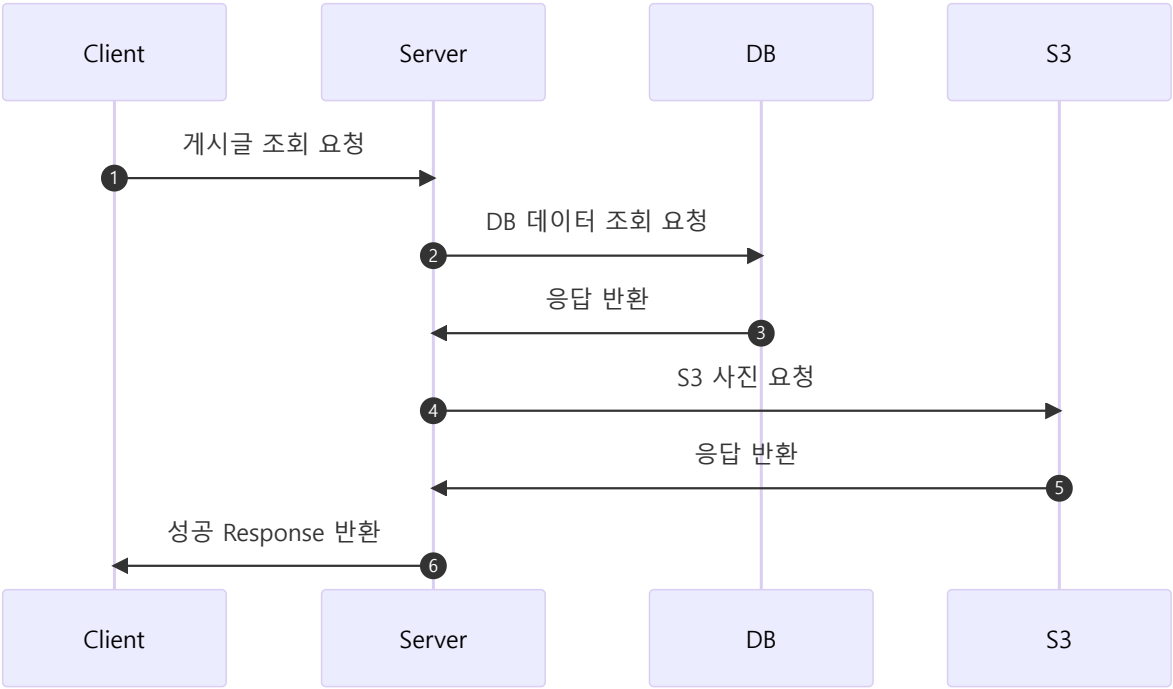 Client
Server
DB
S3
게시글 조회 요청
1
DB 데이터 조회 요청
2
응답 반환
3
S3 사진 요청
4
응답 반환
5
성공 Response 반환
6
Client
Server
DB
S3